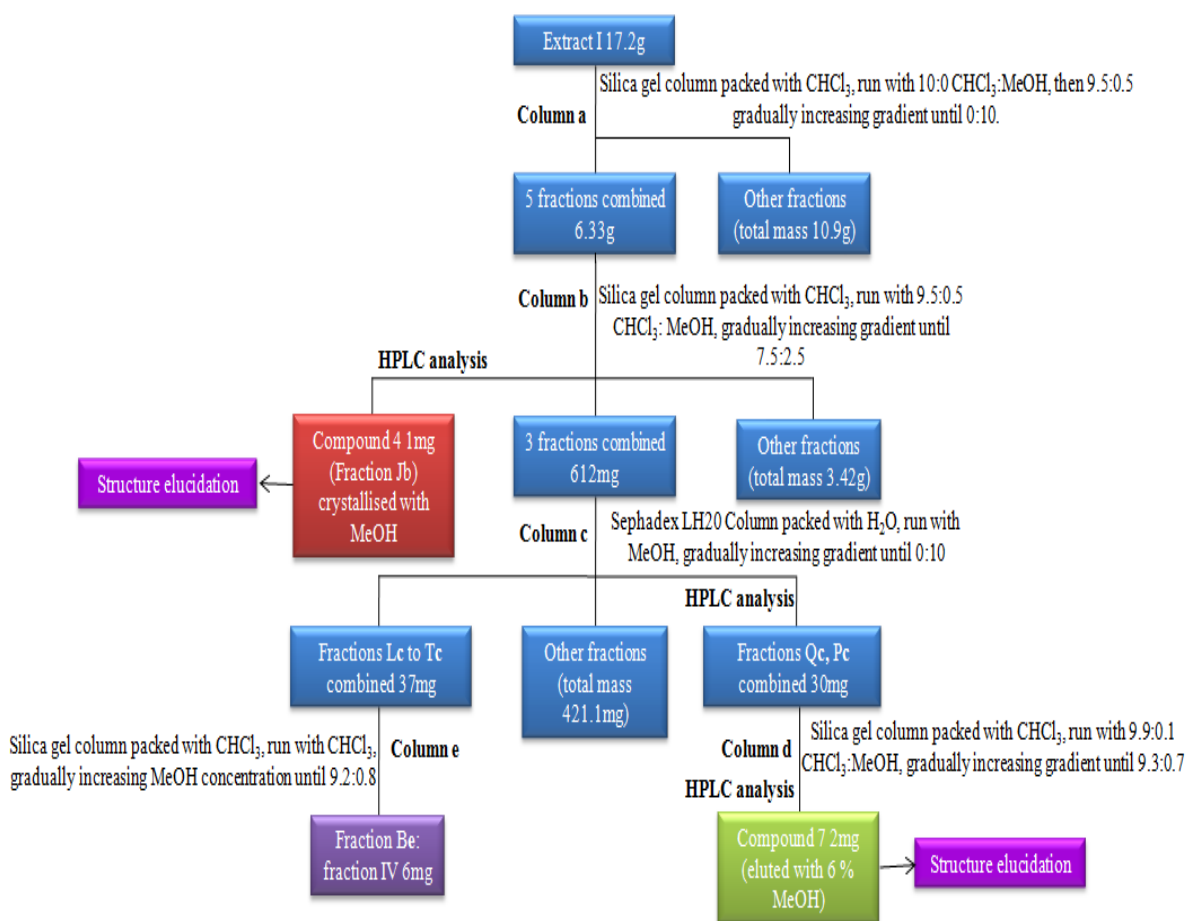 Extract I 17.2g
Silica gel column packed with CHCl₃, run with 10:0 CHCl₃:MeOH, then 9.5:0.5
gradually increasing gradient until 0:10.
Column a
5 fractions combined
6.33g
Other fractions
(total mass 10.9g)
Column b
Silica gel column packed with CHCl₃, run with 9.5:0.5
CHCl₃: MeOH, gradually increasing gradient until
7.5:2.5
HPLC analysis
Structure elucidation
Compound 4 1mg
(Fraction Jb)
crystallised with
MeOH
3 fractions combined
612mg
Other fractions
(total mass 3.42g)
Column c
Sephadex LH20 Column packed with H₂O, run with
MeOH, gradually increasing gradient until 0:10
HPLC analysis
Fractions Lc to Tc
combined 37mg
Other fractions
(total mass
421.1mg)
Fractions Qc, Pc
combined 30mg
Silica gel column packed with CHCl₃, run with CHCl₃,
gradually increasing MeOH concentration until 9.2:0.8
Column e
Column d
Silica gel column packed with CHCl₃, run with 9.9:0.1
CHCl₃:MeOH, gradually increasing gradient until 9.3:0.7
HPLC analysis
Fraction Be:
fraction IV 6mg
Compound 7 2mg
(eluted with 6 %
MeOH)
Structure elucidation